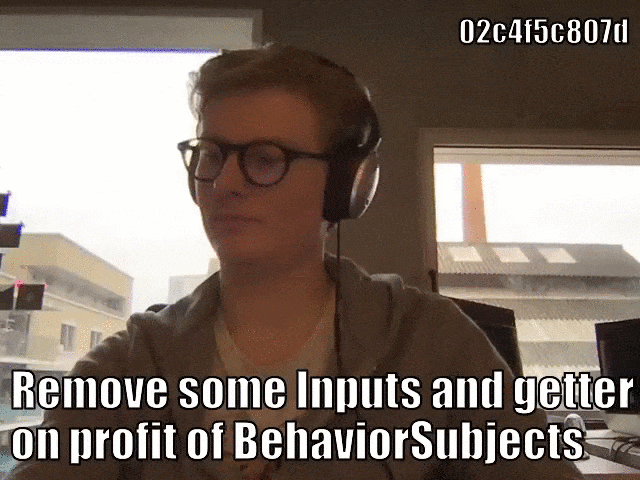 02c4f5c807d
Remove some Inputs and getter
on profit of BehaviorSubjects